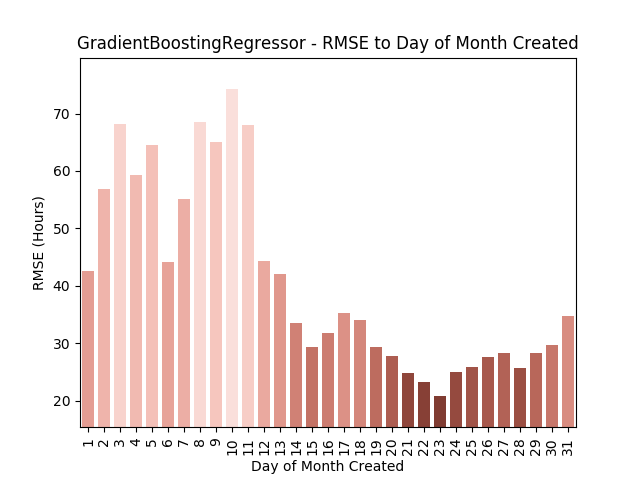 GradientBoostingRegressor - RMSE to Day of Month Created
RMSE (Hours)
70
60
50
40
30
20
1 2 3 4 5 6 7 8 9 10 11 12 13 14 15 16 17 18 19 20 21 22 23 24 25 26 27 28 29 30 31
Day of Month Created